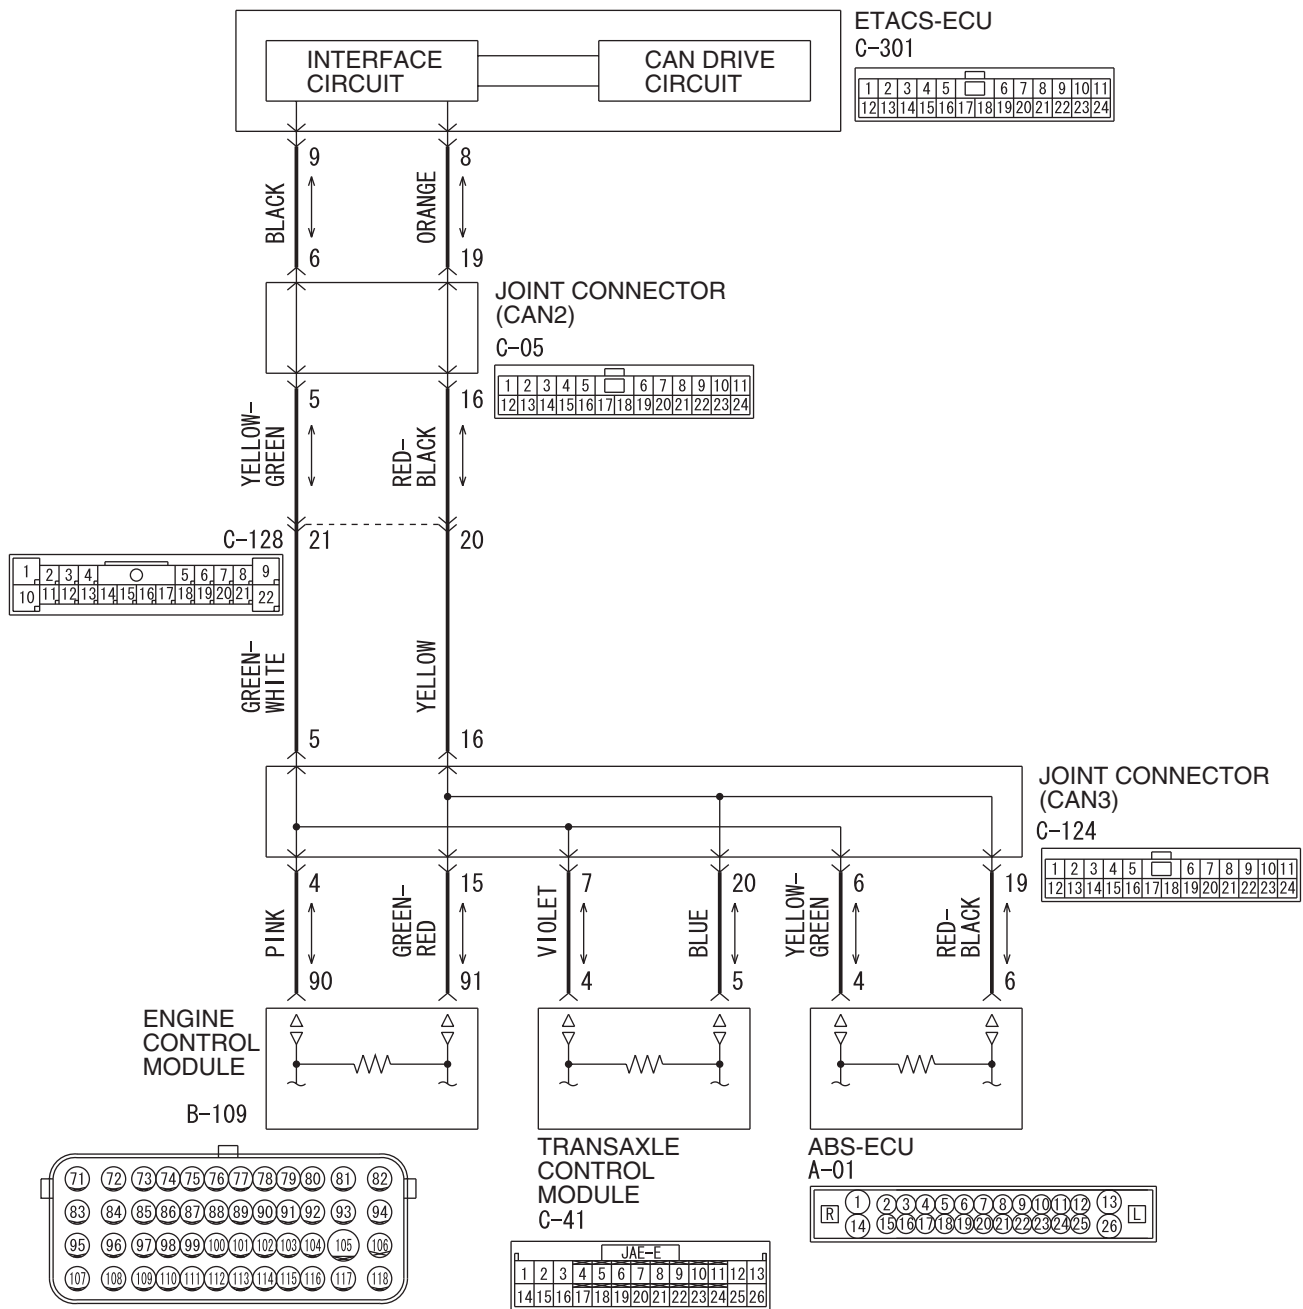 ETACS-ECU
C-301
INTERFACE
CIRCUIT
CAN DRIVE
CIRCUIT
1 2 3 4 5 6 7 8 9 10 11
12 13 14 15 16 17 18 19 20 21 22 23 24
9 8
BLACK
ORANGE
6 19
JOINT CONNECTOR
(CAN2)
C-05
1 2 3 4 5 6 7 8 9 10 11
12 13 14 15 16 17 18 19 20 21 22 23 24
5 16
YELLOW-
GREEN
RED-
BLACK
C-128 21 20
1 2 3 4 5 6 7 8 9
10 11 12 13 14 15 16 17 18 19 20 21 22
GREEN-
WHITE
YELLOW
5 16
JOINT CONNECTOR
(CAN3)
C-124
1 2 3 4 5 6 7 8 9 10 11
12 13 14 15 16 17 18 19 20 21 22 23 24
4 15 7 20 6 19
PINK
GREEN-
RED
VIOLET
BLUE
YELLOW-
GREEN
RED-
BLACK
90 91 4 5 4 6
ENGINE
CONTROL
MODULE
B-109
71 72 73 74 75 76 77 78 79 80 81 82
83 84 85 86 87 88 89 90 91 92 93 94
95 96 97 98 99 100 101 102 103 104 105 106
107 108 109 110 111 112 113 114 115 116 117 118
TRANSAXLE
CONTROL
MODULE
C-41
JAE-E
1 2 3 4 5 6 7 8 9 10 11 12 13
14 15 16 17 18 19 20 21 22 23 24 25 26
ABS-ECU
A-01
R 1 2 3 4 5 6 7 8 9 10 11 12 13 L
14 15 16 17 18 19 20 21 22 23 24 25 26